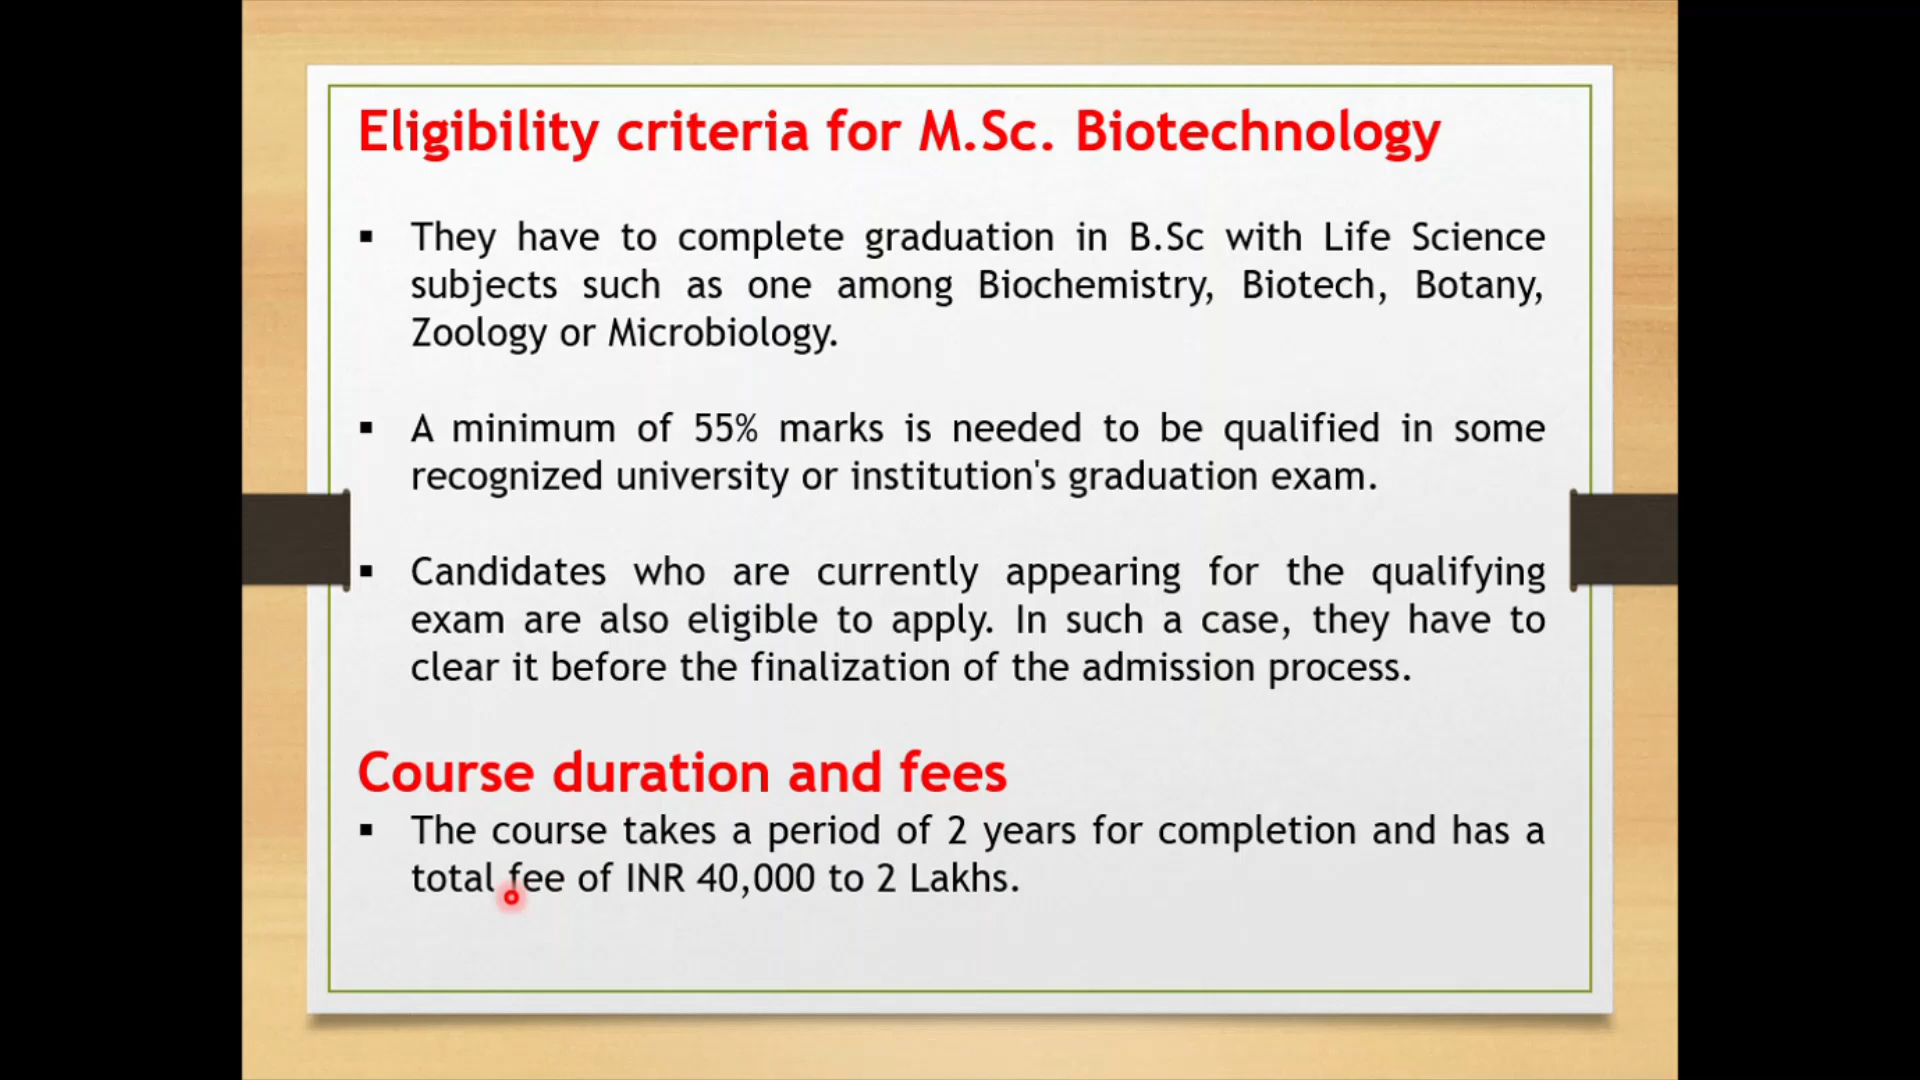 Eligibility criteria for M.Sc. Biotechnology
▪ They have to complete graduation in B.Sc with Life Science
subjects such as one among Biochemistry, Biotech, Botany,
Zoology or Microbiology.
▪ A minimum of 55% marks is needed to be qualified in some
recognized university or institution's graduation exam.
▪ Candidates who are currently appearing for the qualifying
exam are also eligible to apply. In such a case, they have to
clear it before the finalization of the admission process.
Course duration and fees
▪ The course takes a period of 2 years for completion and has a
total fee of INR 40,000 to 2 Lakhs.